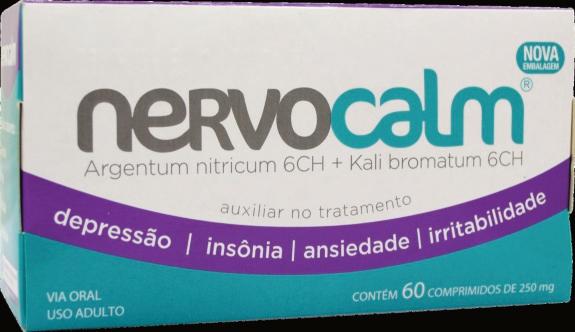 NOVA
EMBALAGEM
nervocalm®
Argentum nitricum 6CH + Kali bromatum 6CH
auxiliar no tratamento
depressão | insônia | ansiedade | irritabilidade
VIA ORAL
USO ADULTO
CONTÉM 60 COMPRIMIDOS DE 250 mg